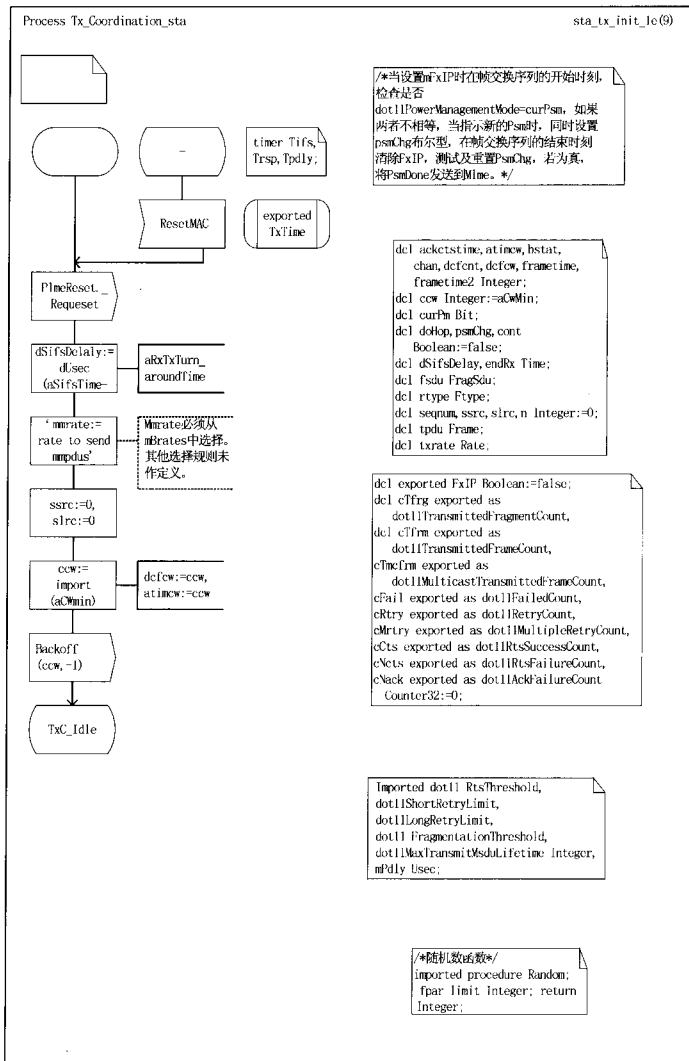 Process Tx_Coordination_sta
sta_tx_init_1e(9)
/*当设置mFxIP时在帧交换序列的开始时刻,
检查是否
dot11PowerManagementMode=curPsm, 如果
两者不相等, 当指示新的Psm时, 同时设置
psmChg布尔型, 在帧交换序列的结束时刻
消除FxIP, 测试及重置PsmChg, 若为真,
将PsmDone发送到Mlme。*/
-
timer Tifs,
Trsp, Tpdly;
ResetMAC
exported
TxTime
PlmeReset._
Requeset
dSifsDelaly:=
dUsec
(aSifsTime-
aRxTxTurn_
aroundTime
'mmrate:=
rate to send
mmpdus'
Mmrate必须从
mBrates中选择。
其他选择规则未
作定义。
ssrc:=0,
slrc:=0
ccw:=
import
(aCWmin)
dcfcw:=ccw,
atimcw:=ccw
Backoff
(ccw,-1)
TxC_Idle
dcl ackctstime, atimcw, bstat,
chan, dcfcnt, dcfcw, frametime,
frametime2 Integer;
dcl ccw Integer:=aCwMin;
dcl curPm Bit;
dcl doHop, psmChg, cont
Boolean:=false;
dcl dSifsDelay, endRx Time;
dcl fsdu FragSdu;
dcl rtype Ftype;
dcl seqnum, ssrc, slrc, n Integer:=0;
dcl tpdu Frame;
dcl txrate Rate;
dcl exported FxIP Boolean:=false;
dcl cTfrg exported as
dot11TransmittedFragmentCount,
dcl cTfrm exported as
dot11TransmittedFrameCount,
cTmcfrm exported as
dot11MulticastTransmittedFrameCount,
cFail exported as dot11FailedCount,
cRtry exported as dot11RetryCount,
cMrtry exported as dot11MultipleRetryCount,
cCts exported as dot11RtsSuccessCount,
cNcts exported as dot11RtsFailureCount,
cNack exported as dot11AckFailureCount
Counter32:=0;
Imported dot11 RtsThreshold,
dot11ShortRetryLimit,
dot11LongRetryLimit,
dot11 FragmentationThreshold,
dot11MaxTransmitMsduLifetime Integer,
mPdly Usec;
/*随机数函数*/
imported procedure Random;
fpar limit integer; return
Integer;